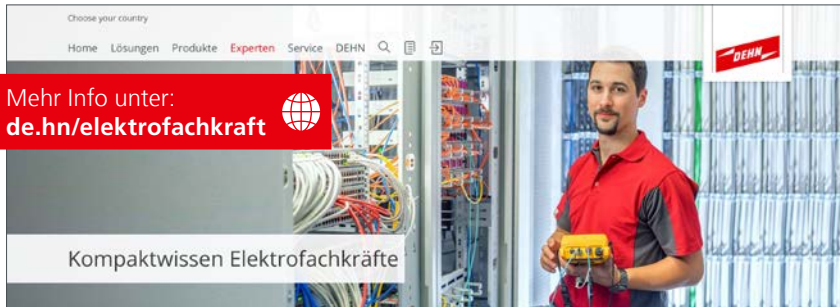 Choose your country
Home Lösungen Produkte Experten Service DEHN
DEHN
Mehr Info unter:
de.hn/elektrofachkraft
Kompaktwissen Elektrofachkräfte